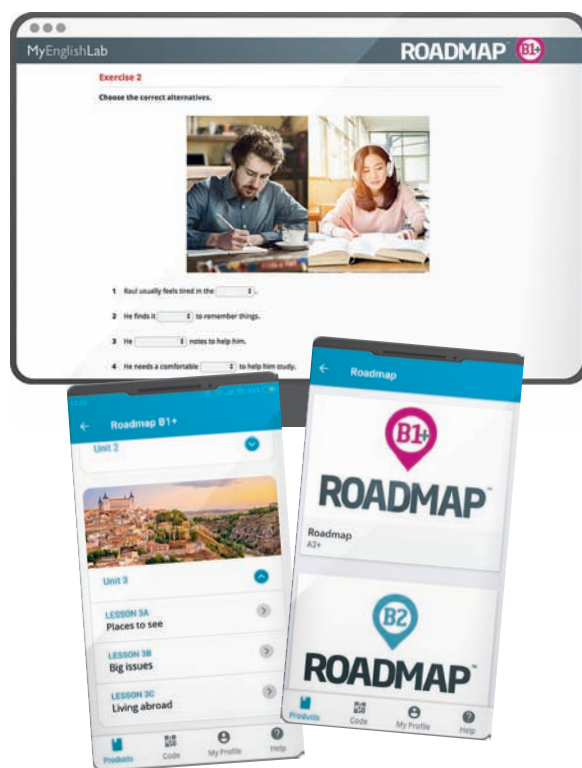 MyEnglishLab
ROADMAP B1+
Exercise 2
Choose the correct alternatives.
1 Raul usually feels tired in the .
2 He finds it to remember things.
3 He notes to help him.
4 He needs a comfortable to help him study.
Roadmap B1+
Unit 2
Unit 3
LESSON 3A
Places to see
LESSON 3B
Big issues
LESSON 3C
Living abroad
Products
Code
My Profile
Help
Roadmap
B1+
ROADMAP™
Roadmap
A2+
B2
ROADMAP™
Products
Code
My Profile
Help